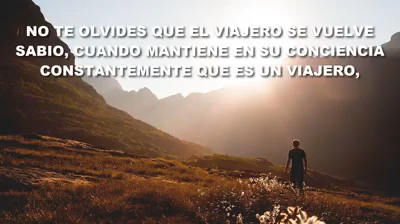 NO TE OLVIDES QUE EL VIAJERO SE VUELVE
SABIO, CUANDO MANTIENE EN SU CONCIENCIA
CONSTANTEMENTE QUE ES UN VIAJERO,